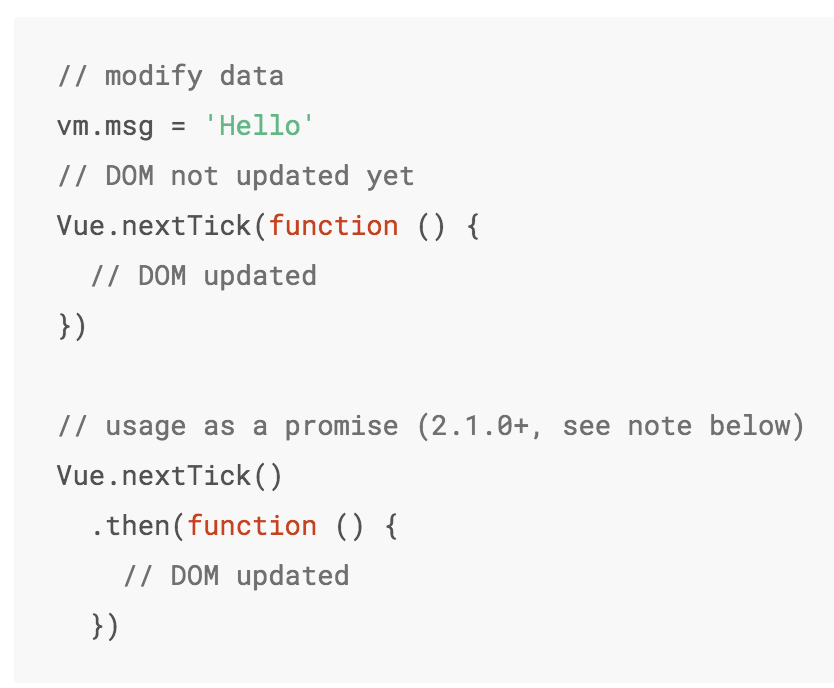 // modify data
vm.msg = 'Hello'
// DOM not updated yet
Vue.nextTick(function () {
  // DOM updated
})

// usage as a promise (2.1.0+, see note below)
Vue.nextTick()
  .then(function () {
    // DOM updated
  })